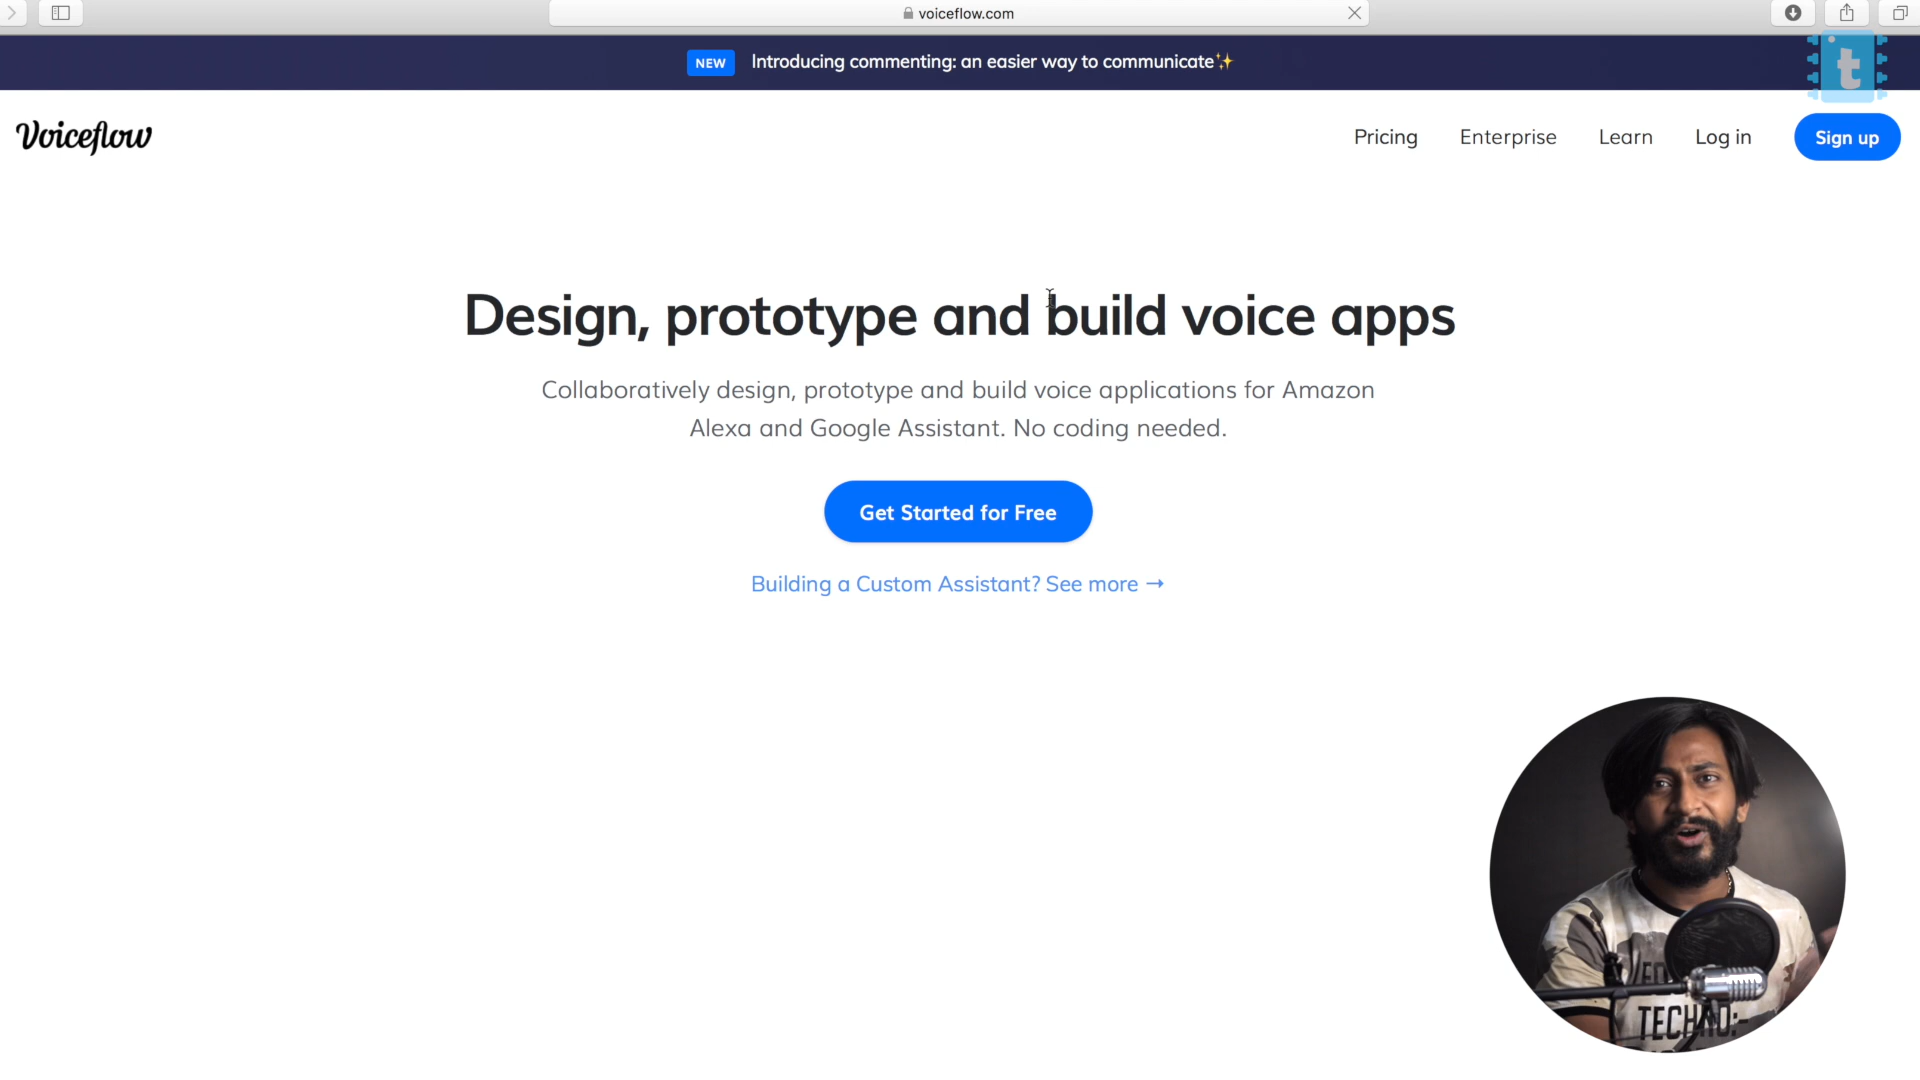 voiceflow.com
NEW Introducing commenting: an easier way to communicate✨
t
Voiceflow
Pricing Enterprise Learn Log in Sign up
Design, prototype and build voice apps
Collaboratively design, prototype and build voice applications for Amazon
Alexa and Google Assistant. No coding needed.
Get Started for Free
Building a Custom Assistant? See more →